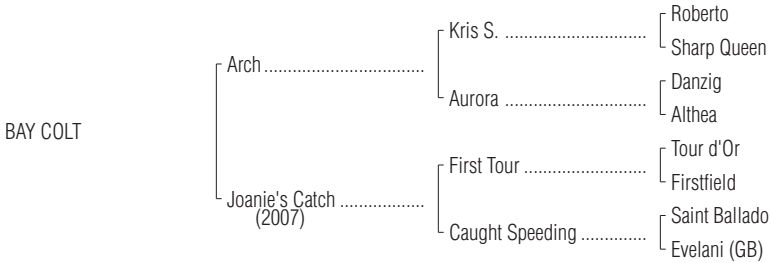 Roberto
Kris S. ..............................
Sharp Queen
Arch ..................................
Danzig
Aurora ..............................
Althea
BAY COLT
Tour d'Or
First Tour ..........................
Firstfield
Joanie's Catch ..................
(2007)
Saint Ballado
Caught Speeding ..............
Evelani (GB)